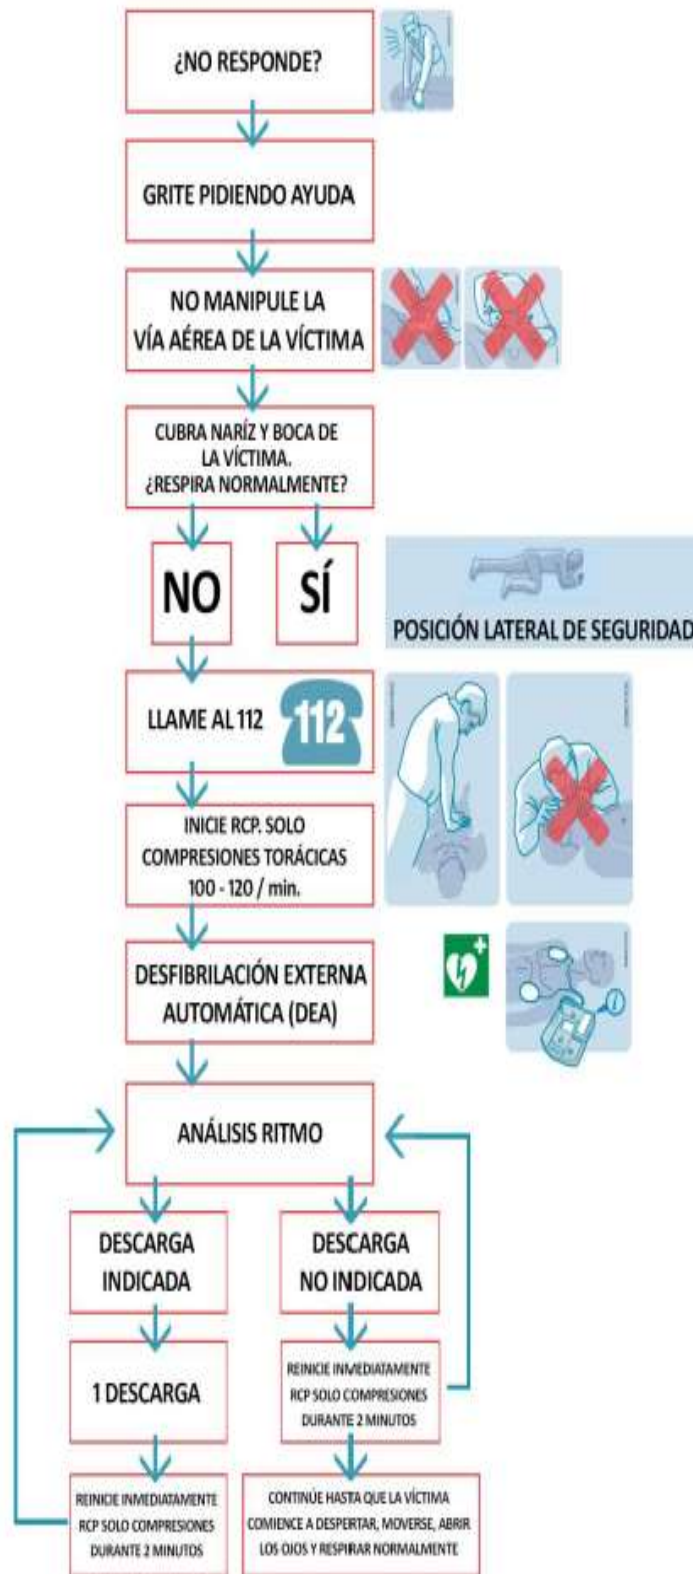 ¿NO RESPONDE?
GRITE PIDIENDO AYUDA
NO MANIPULE LA
VÍA AÉREA DE LA VÍCTIMA
CUBRA NARÍZ Y BOCA DE
LA VÍCTIMA.
¿RESPIRA NORMALMENTE?
NO
SÍ
POSICIÓN LATERAL DE SEGURIDAD
LLAME AL 112
112
INICIE RCP. SOLO
COMPRESIONES TORÁCICAS
100 - 120 / min.
DESFIBRILACIÓN EXTERNA
AUTOMÁTICA (DEA)
ANÁLISIS RITMO
DESCARGA
INDICADA
DESCARGA
NO INDICADA
1 DESCARGA
REINICIE INMEDIATAMENTE
RCP SOLO COMPRESIONES
DURANTE 2 MINUTOS
REINICIE INMEDIATAMENTE
RCP SOLO COMPRESIONES
DURANTE 2 MINUTOS
CONTINÚE HASTA QUE LA VÍCTIMA
COMIENCE A DESPERTAR, MOVERSE, ABRIR
LOS OJOS Y RESPIRAR NORMALMENTE